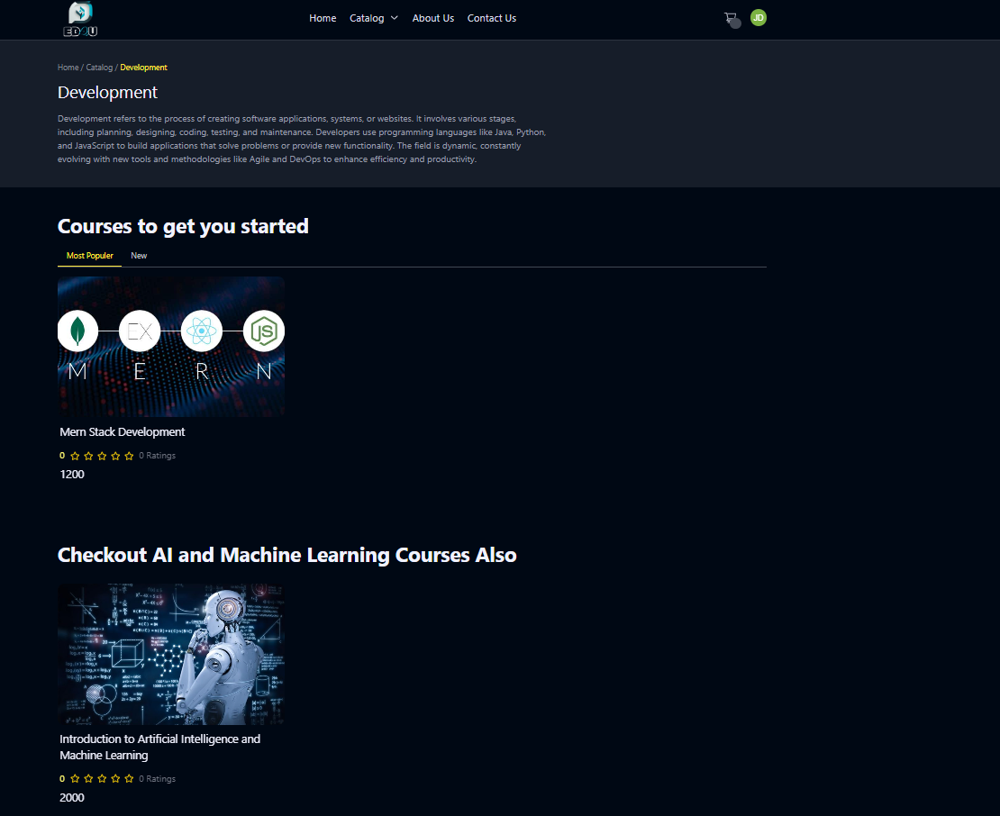 ED4U
Home Catalog About Us Contact Us
JD
Home / Catalog / Development
Development
Development refers to the process of creating software applications, systems, or websites. It involves various stages,
including planning, designing, coding, testing, and maintenance. Developers use programming languages like Java, Python,
and JavaScript to build applications that solve problems or provide new functionality. The field is dynamic, constantly
evolving with new tools and methodologies like Agile and DevOps to enhance efficiency and productivity.
Courses to get you started
Most Populer New
EX JS
M E R N
Mern Stack Development
0 0 Ratings
1200
Checkout AI and Machine Learning Courses Also
Introduction to Artificial Intelligence and
Machine Learning
0 0 Ratings
2000